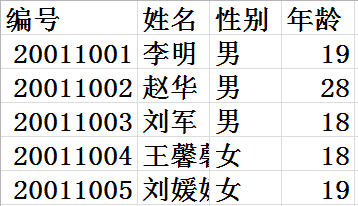 编号 姓名 性别 年龄
20011001 李明 男 19
20011002 赵华 男 28
20011003 刘军 男 18
20011004 王馨 女 18
20011005 刘媛 女 19